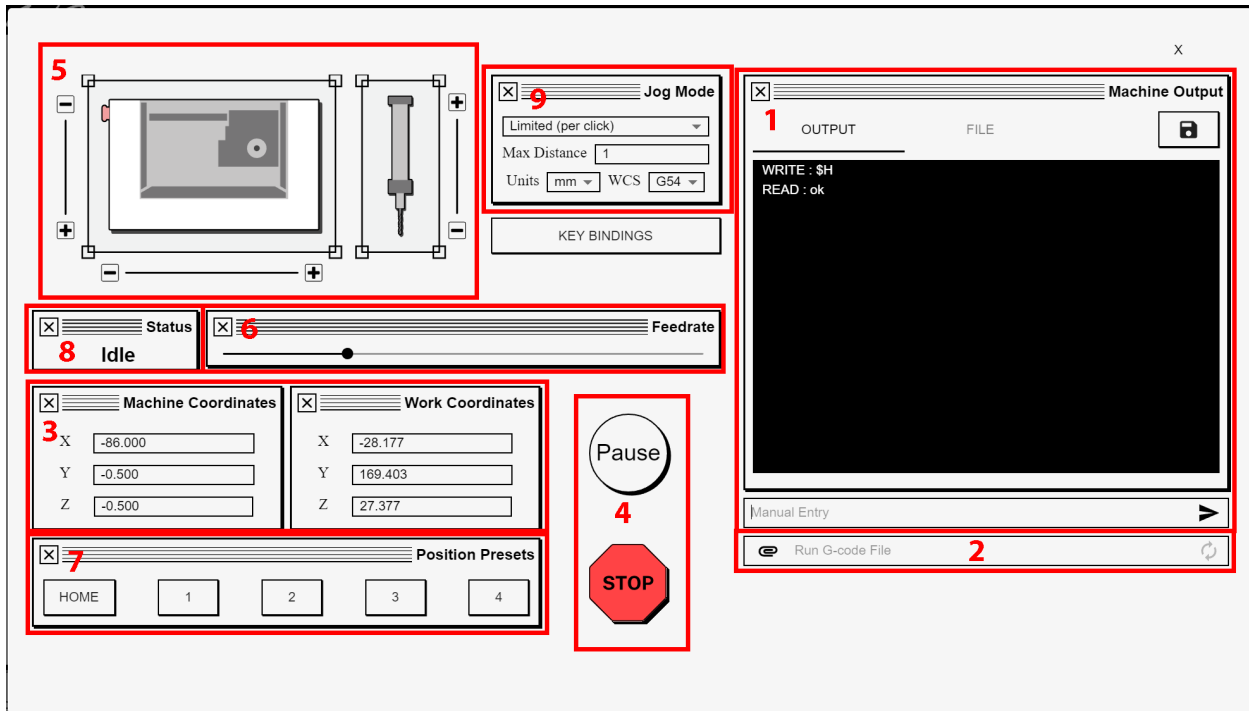 X
5
9
Jog Mode
Limited (per click)
Max Distance 1
Units mm WCS G54
KEY BINDINGS
Machine Output
1
OUTPUT FILE
WRITE : $H
READ : ok
Manual Entry
Run G-code File
2
Status
8
Idle
6
Feedrate
Machine Coordinates
3
X -86.000
Y -0.500
Z -0.500
Work Coordinates
X -28.177
Y 169.403
Z 27.377
Pause
4
STOP
7
Position Presets
HOME 1 2 3 4